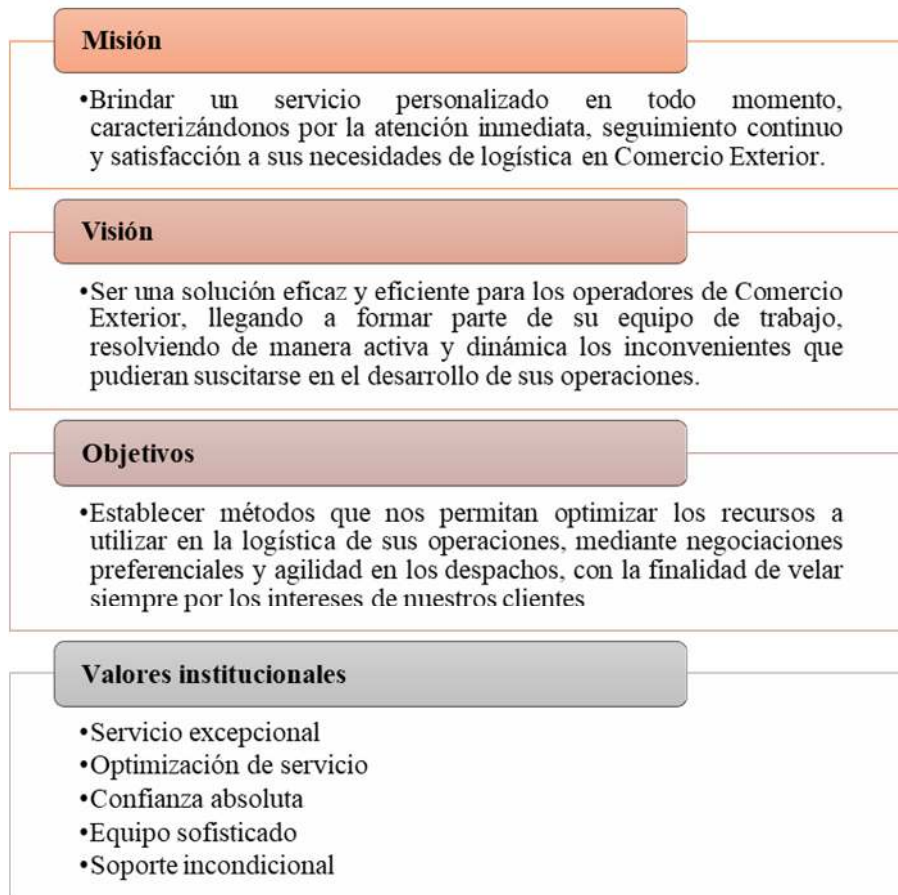 Misión
•Brindar un servicio personalizado en todo momento,
caracterizándonos por la atención inmediata, seguimiento continuo
y satisfacción a sus necesidades de logística en Comercio Exterior.
Visión
•Ser una solución eficaz y eficiente para los operadores de Comercio
Exterior, llegando a formar parte de su equipo de trabajo,
resolviendo de manera activa y dinámica los inconvenientes que
pudieran suscitarse en el desarrollo de sus operaciones.
Objetivos
•Establecer métodos que nos permitan optimizar los recursos a
utilizar en la logística de sus operaciones, mediante negociaciones
preferenciales y agilidad en los despachos, con la finalidad de velar
siempre por los intereses de nuestros clientes
Valores institucionales
•Servicio excepcional
•Optimización de servicio
•Confianza absoluta
•Equipo sofisticado
•Soporte incondicional